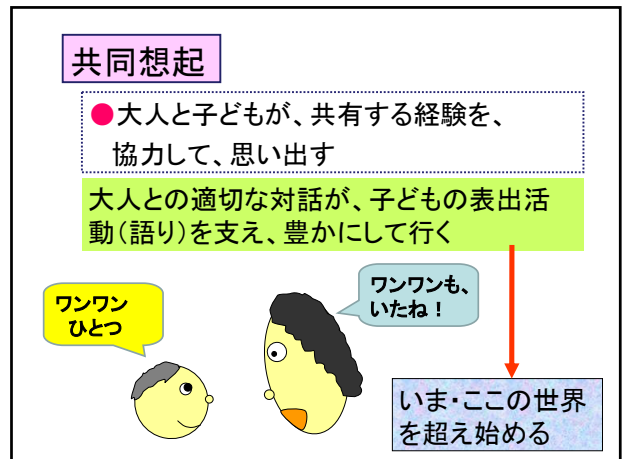 共同想起
●大人と子どもが、共有する経験を、
協力して、思い出す
大人との適切な対話が、子どもの表出活
動(語り)を支え、豊かにして行く
ワンワン
ひとつ
ワンワンも、
いたね！
いま・ここの世界
を超え始める